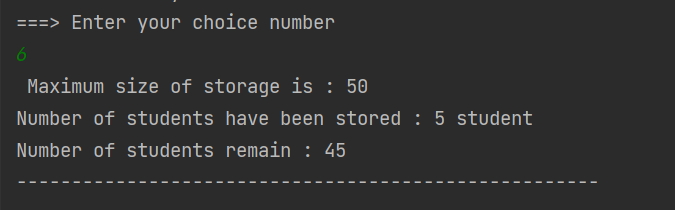 ===> Enter your choice number
6
Maximum size of storage is : 50
Number of students have been stored : 5 student
Number of students remain : 45
-----------------------------------------------------